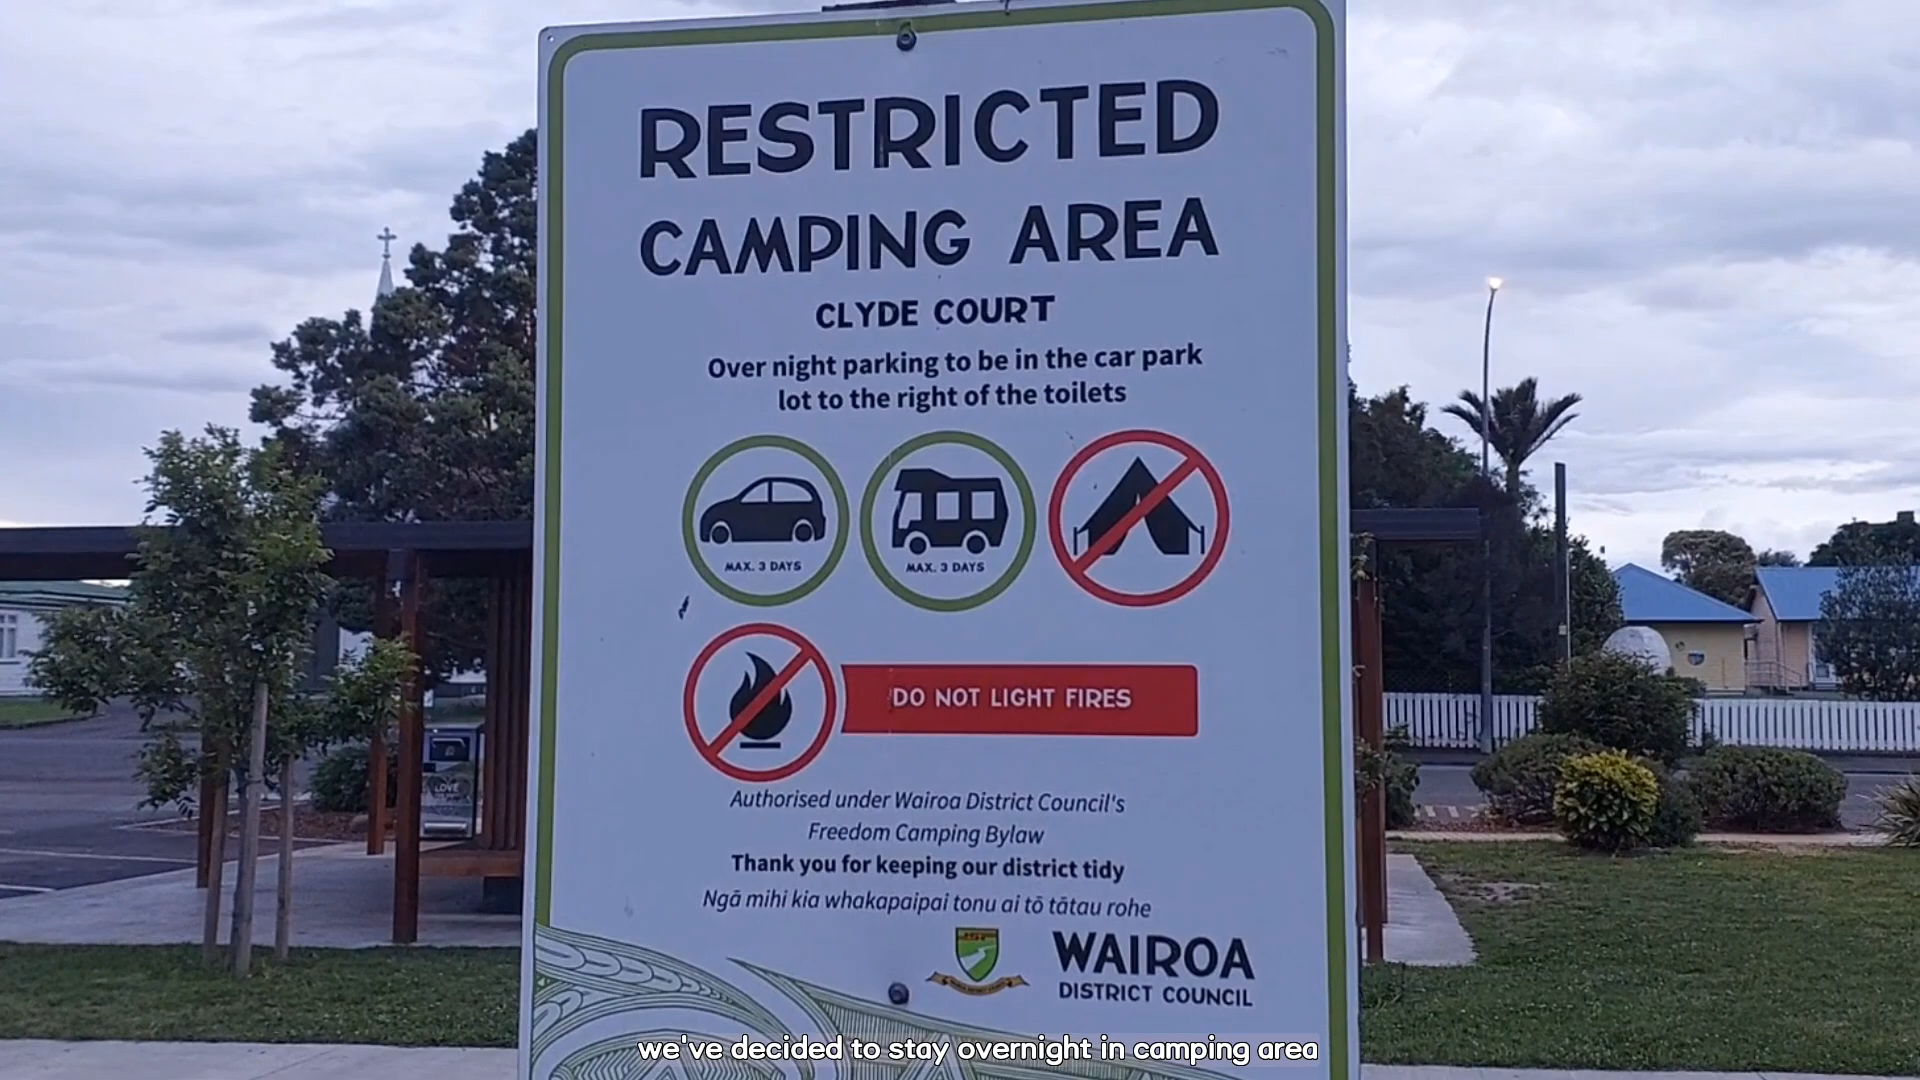 RESTRICTED
CAMPING AREA
CLYDE COURT
Over night parking to be in the car park
lot to the right of the toilets
MAX. 3 DAYS
MAX. 3 DAYS
DO NOT LIGHT FIRES
Authorised under Wairoa District Council's
Freedom Camping Bylaw
Thank you for keeping our district tidy
Ngā mihi kia whakapaipai tonu ai tō tātau rohe
WAIROA
DISTRICT COUNCIL
LOVE
we've decided to stay overnight in camping area